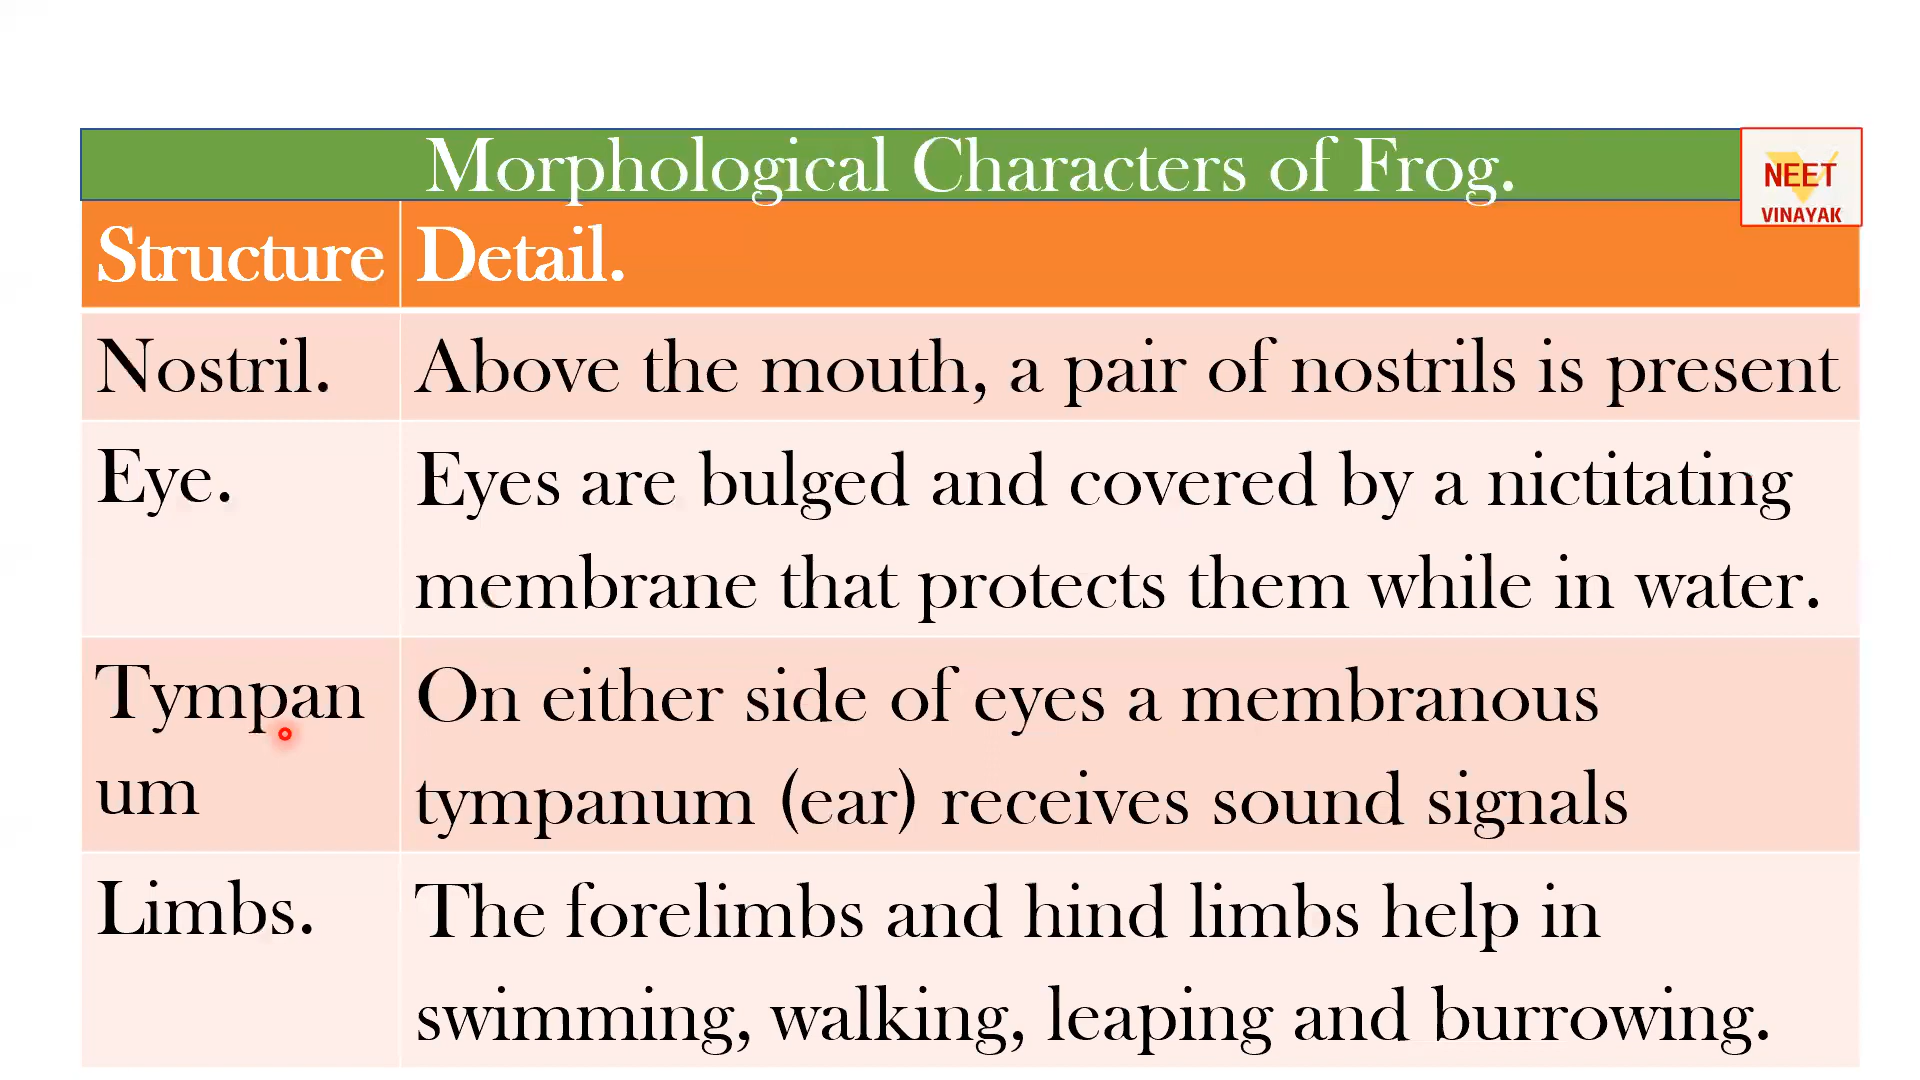 Morphological Characters of Frog.
NEET
VINAYAK
Structure
Detail.
Nostril.
Above the mouth, a pair of nostrils is present
Eye.
Eyes are bulged and covered by a nictitating
membrane that protects them while in water.
Tympan
um
On either side of eyes a membranous
tympanum (ear) receives sound signals
Limbs.
The forelimbs and hind limbs help in
swimming, walking, leaping and burrowing.